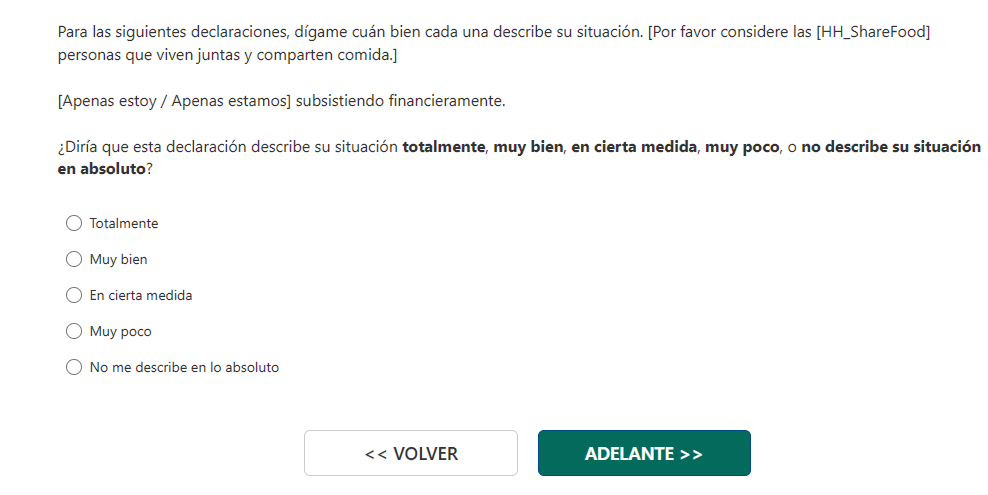 Para las siguientes declaraciones, dígame cuán bien cada una describe su situación. [Por favor considere las [HH_ShareFood]
personas que viven juntas y comparten comida.]
[Apenas estoy / Apenas estamos] subsistiendo financieramente.
¿Diría que esta declaración describe su situación totalmente, muy bien, en cierta medida, muy poco, o no describe su situación
en absoluto?
Totalmente
Muy bien
En cierta medida
Muy poco
No me describe en lo absoluto
<< VOLVER
ADELANTE >>